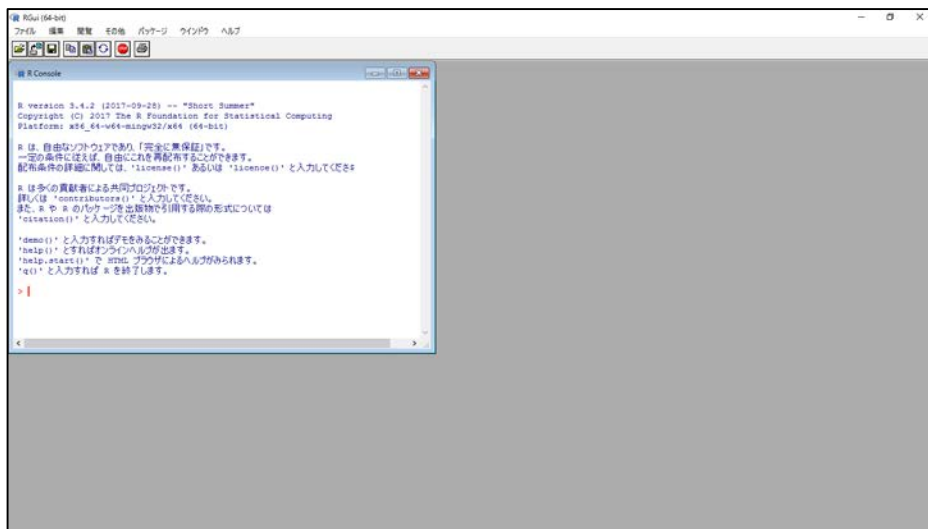 RGui (64-bit)
ファイル 編集 閲覧 その他 パッケージ ウインドウ ヘルプ
STOP
R Console
R version 3.4.2 (2017-09-28) -- "Short Summer"
Copyright (C) 2017 The R Foundation for Statistical Computing
Platform: x86_64-w64-mingw32/x64 (64-bit)
R は、自由なソフトウェアであり、「完全に無保証」です。
一定の条件に従えば、自由にこれを再配布することができます。
配布条件の詳細に関しては、'license()' あるいは 'licence()' と入力してくださ$
R は多くの貢献者による共同プロジェクトです。
詳しくは 'contributors()' と入力してください。
また、R や R のパッケージを出版物で引用する際の形式については
'citation()' と入力してください。
'demo()' と入力すればデモをみることができます。
'help()' とすればオンラインヘルプが出ます。
'help.start()' で HTML ブラウザによるヘルプがみられます。
'q()' と入力すれば R を終了します。
>